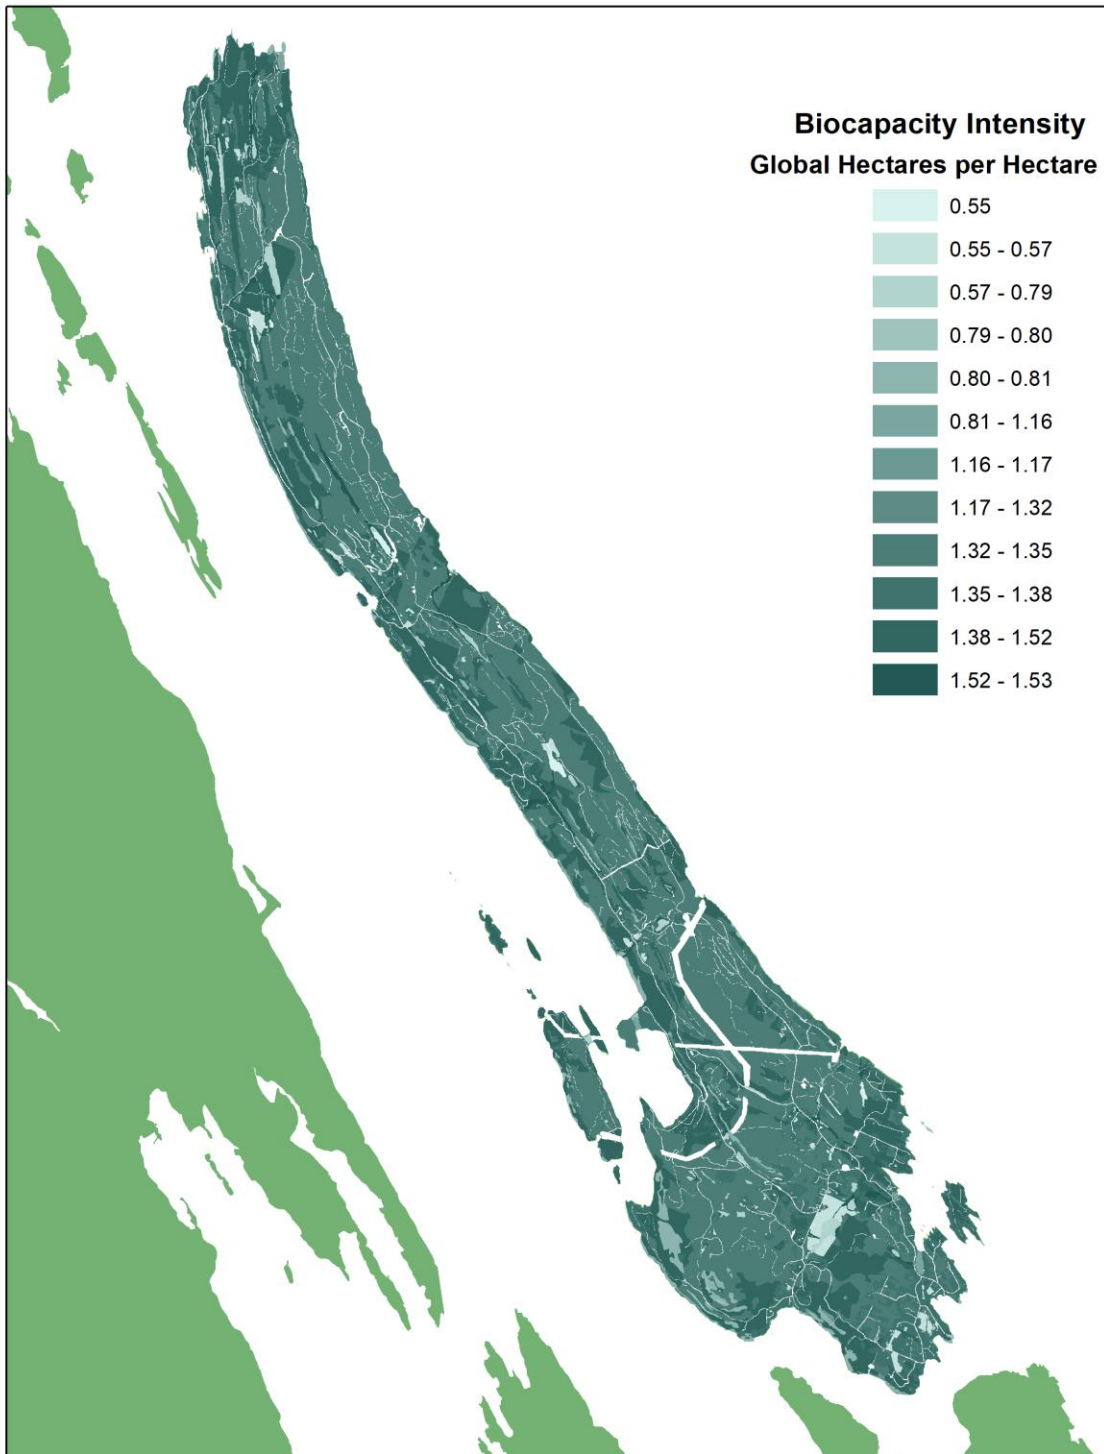 Biocapacity Intensity
Global Hectares per Hectare
0.55
0.55 - 0.57
0.57 - 0.79
0.79 - 0.80
0.80 - 0.81
0.81 - 1.16
1.16 - 1.17
1.17 - 1.32
1.32 - 1.35
1.35 - 1.38
1.38 - 1.52
1.52 - 1.53